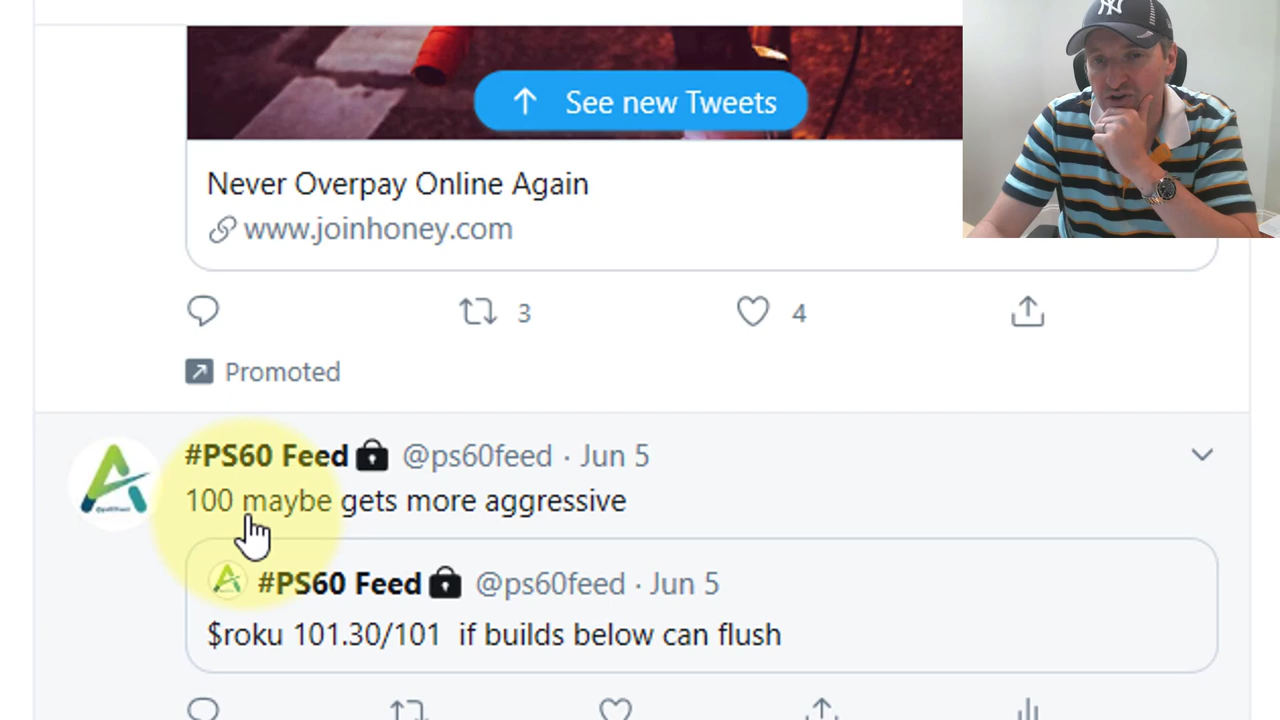 NY
See new Tweets
Never Overpay Online Again
www.joinhoney.com
3
4
Promoted
#PS60 Feed @ps60feed · Jun 5
100 maybe gets more aggressive
#PS60 Feed @ps60feed · Jun 5
$roku 101.30/101 if builds below can flush